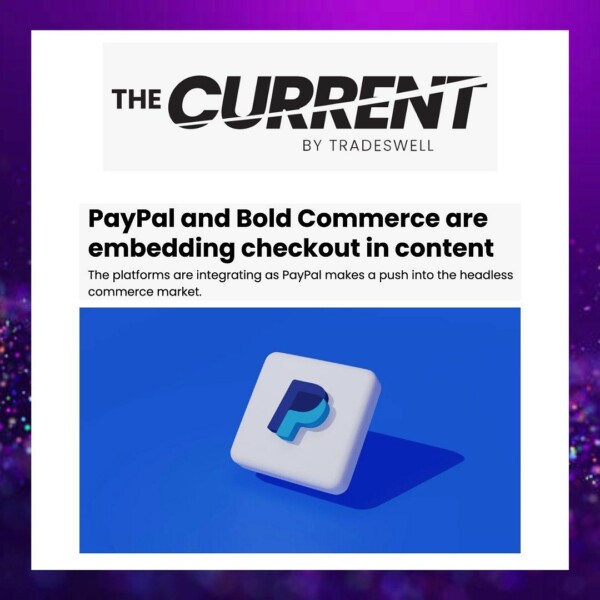 THE CURRENT
BY TRADESWELL
PayPal and Bold Commerce are
embedding checkout in content
The platforms are integrating as PayPal makes a push into the headless
commerce market.
P